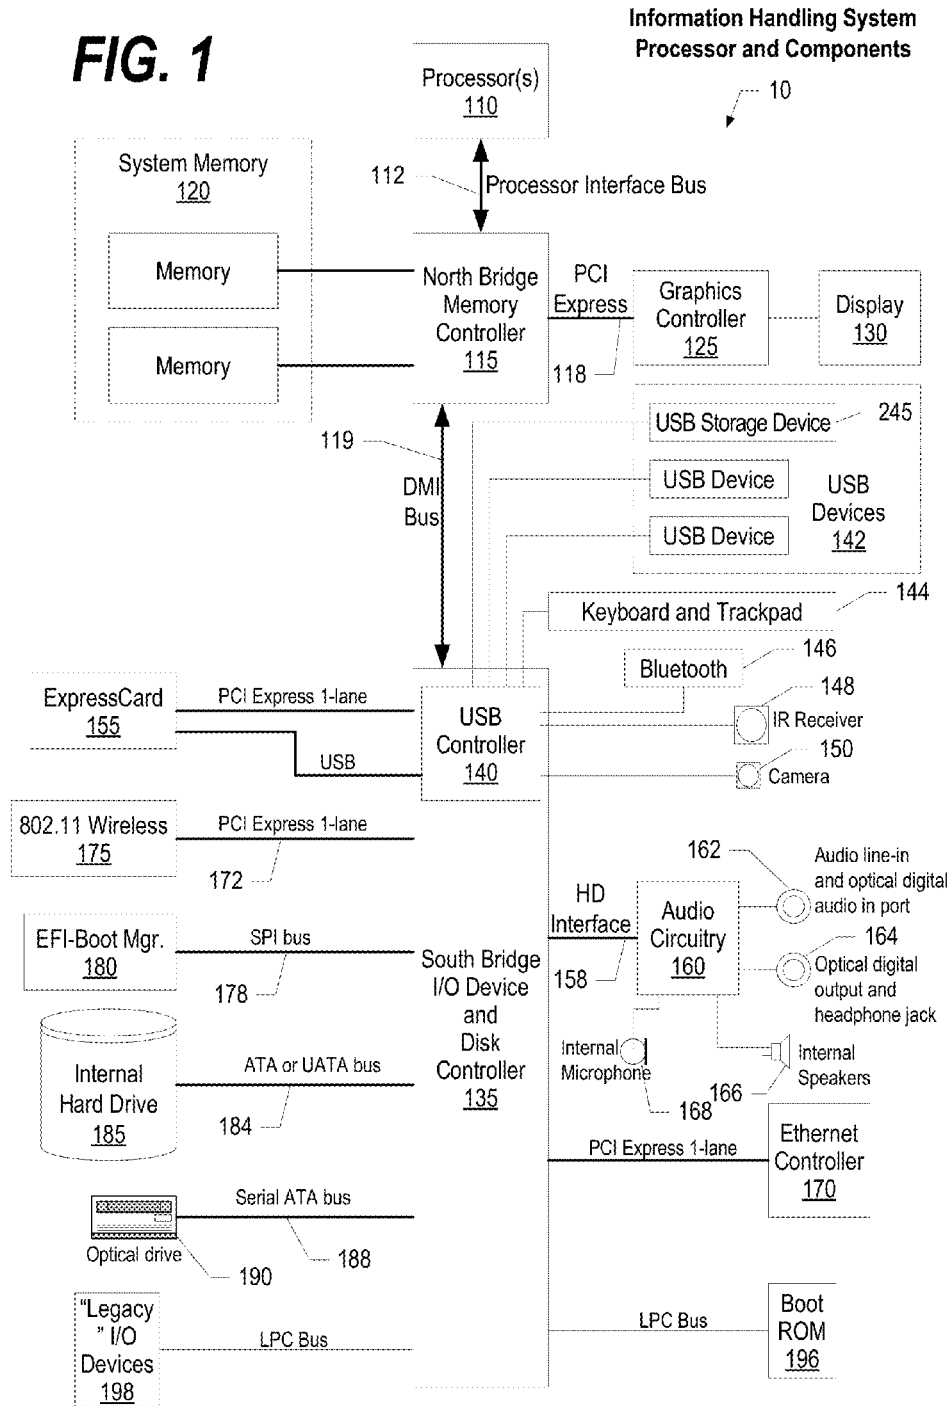 Information Handling System
Processor and Components
FIG. 1
10
Processor(s)
110
112
Processor Interface Bus
System Memory
120
Memory
Memory
North Bridge
Memory
Controller
115
PCI
Express
118
Graphics
Controller
125
Display
130
119
DMI
Bus
USB Storage Device
245
USB Device
USB Device
USB
Devices
142
Keyboard and Trackpad
144
Bluetooth
146
148
IR Receiver
150
Camera
ExpressCard
155
PCI Express 1-lane
USB
USB
Controller
140
802.11 Wireless
175
PCI Express 1-lane
172
EFI-Boot Mgr.
180
SPI bus
178
South Bridge
I/O Device
and
Disk
Controller
135
HD
Interface
158
Audio
Circuitry
160
162
Audio line-in
and optical digital
audio in port
164
Optical digital
output and
headphone jack
Internal
Microphone
168
Internal
Speakers
166
Internal
Hard Drive
185
ATA or UATA bus
184
PCI Express 1-lane
Ethernet
Controller
170
Serial ATA bus
188
Optical drive
190
"Legacy
" I/O
Devices
198
LPC Bus
LPC Bus
Boot
ROM
196